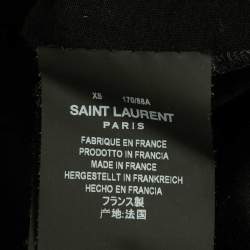 XS 170/88A
SAINT LAURENT
PARIS
FABRIQUE EN FRANCE
PRODOTTO IN FRANCIA
MADE IN FRANCE
HERGESTELLT IN FRANKREICH
HECHO EN FRANCIA
フランス製
产地:法国